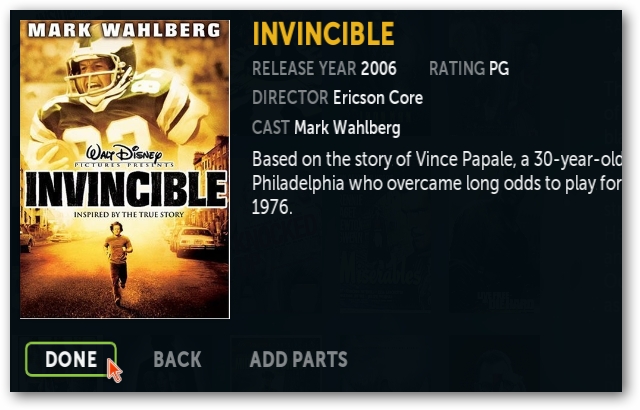 MARK WAHLBERG
WALT DISNEY
PICTURES PRESENTS
INVINCIBLE
INSPIRED BY THE TRUE STORY
INVINCIBLE
RELEASE YEAR 2006 RATING PG
DIRECTOR Ericson Core
CAST Mark Wahlberg
Based on the story of Vince Papale, a 30-year-old
Philadelphia who overcame long odds to play for
1976.
DONE BACK ADD PARTS